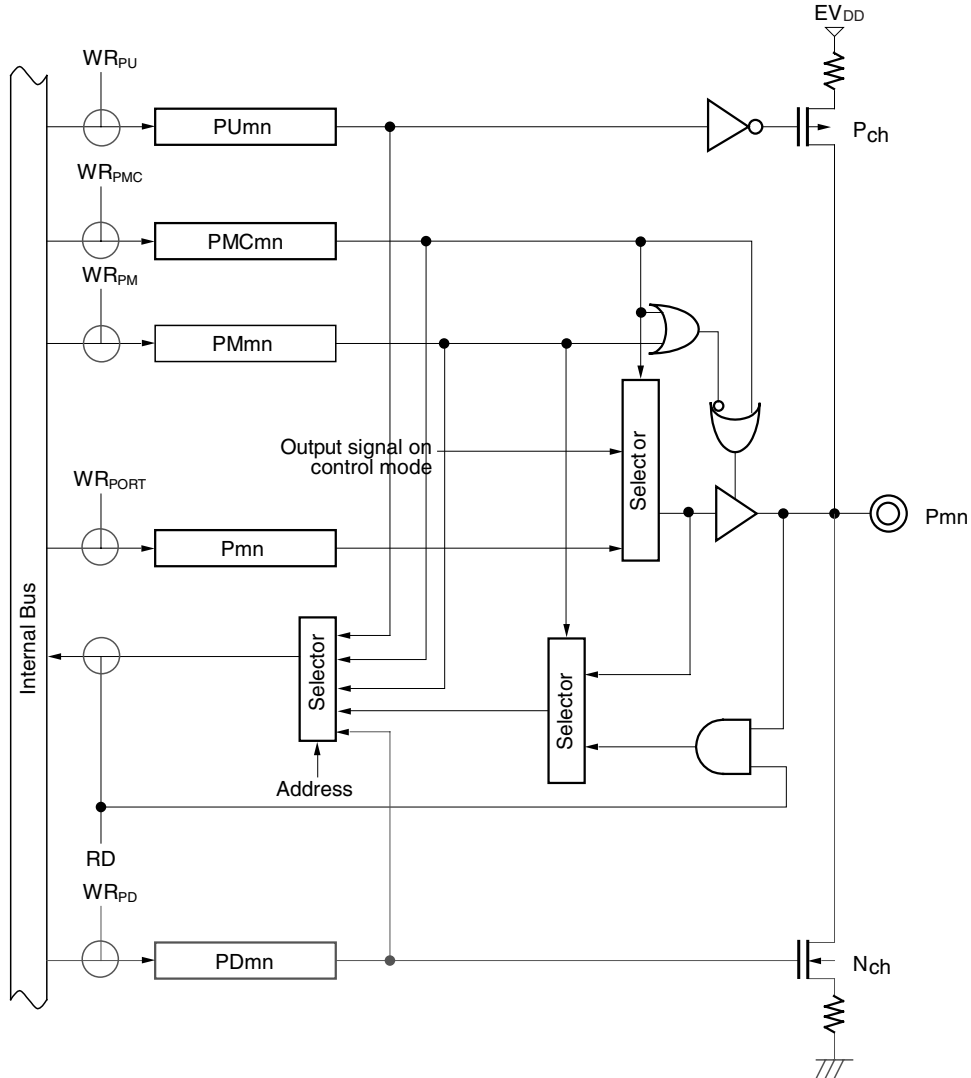 EVDD
WRPU
PUmn
Pch
WRPMC
PMCmn
WRPM
PMmn
Output signal on
control mode
Selector
WRPORT
Pmn
Pmn
Internal Bus
Selector
Selector
Address
RD
WRPD
PDmn
Nch